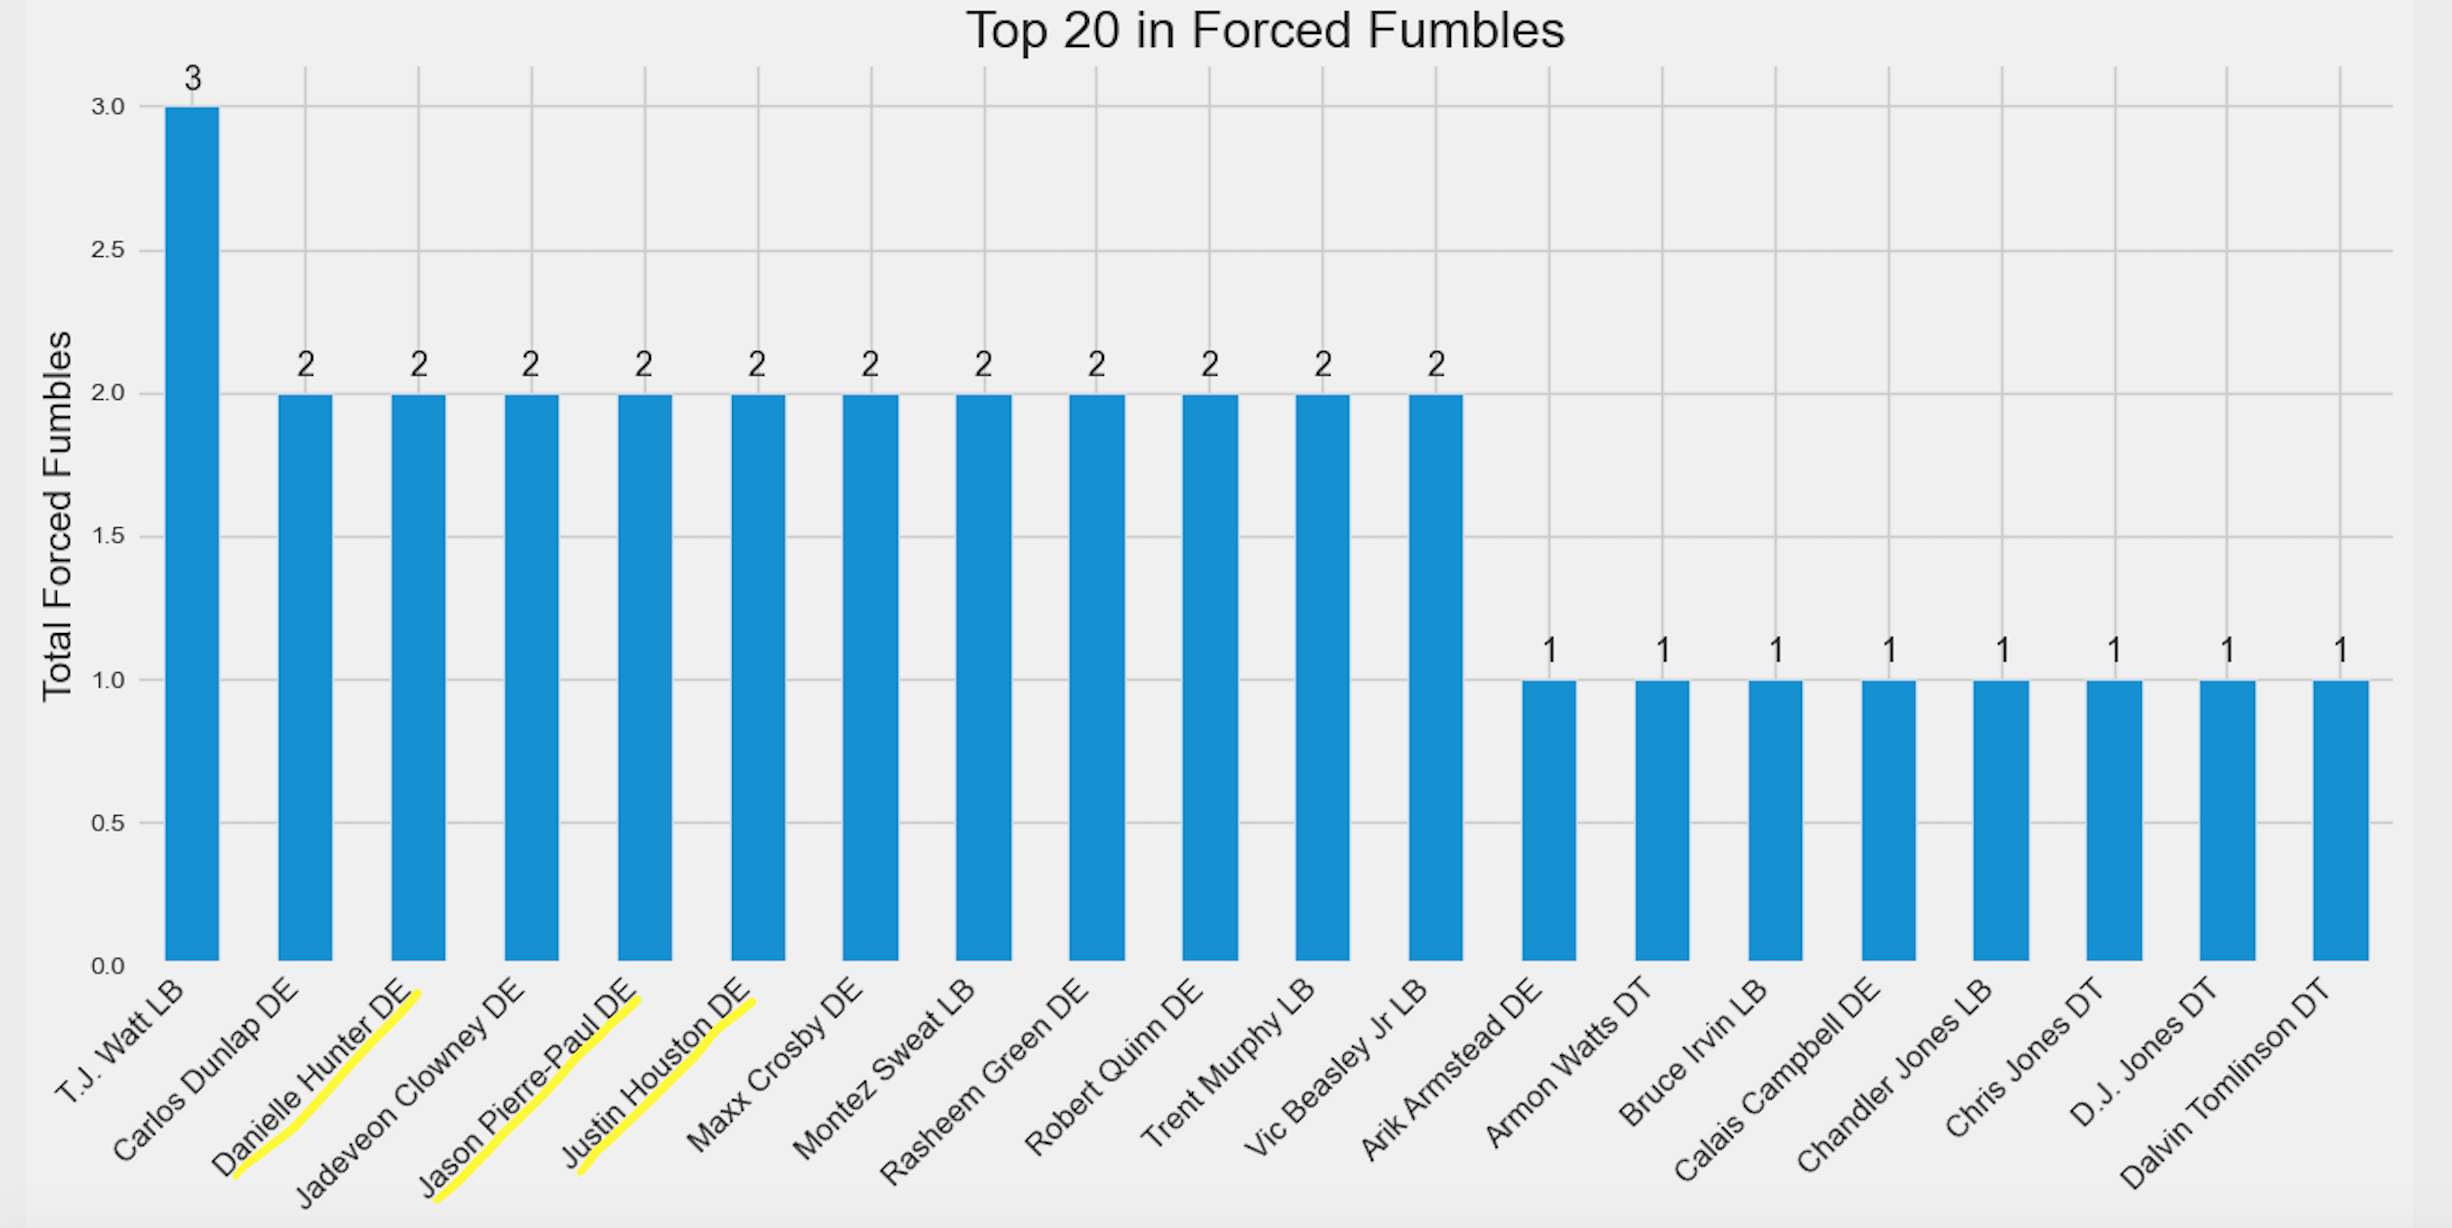 Top 20 in Forced Fumbles
Total Forced Fumbles
3.0
2.5
2.0
1.5
1.0
0.5
0.0
3
2
2
2
2
2
2
2
2
2
2
2
1
1
1
1
1
1
1
1
T.J. Watt LB
Carlos Dunlap DE
Danielle Hunter DE
Jadeveon Clowney DE
Jason Pierre-Paul DE
Justin Houston DE
Maxx Crosby DE
Montez Sweat LB
Rasheem Green DE
Robert Quinn DE
Trent Murphy LB
Vic Beasley Jr LB
Arik Armstead DE
Armon Watts DT
Bruce Irvin LB
Calais Campbell DE
Chandler Jones LB
Chris Jones DT
D.J. Jones DT
Dalvin Tomlinson DT